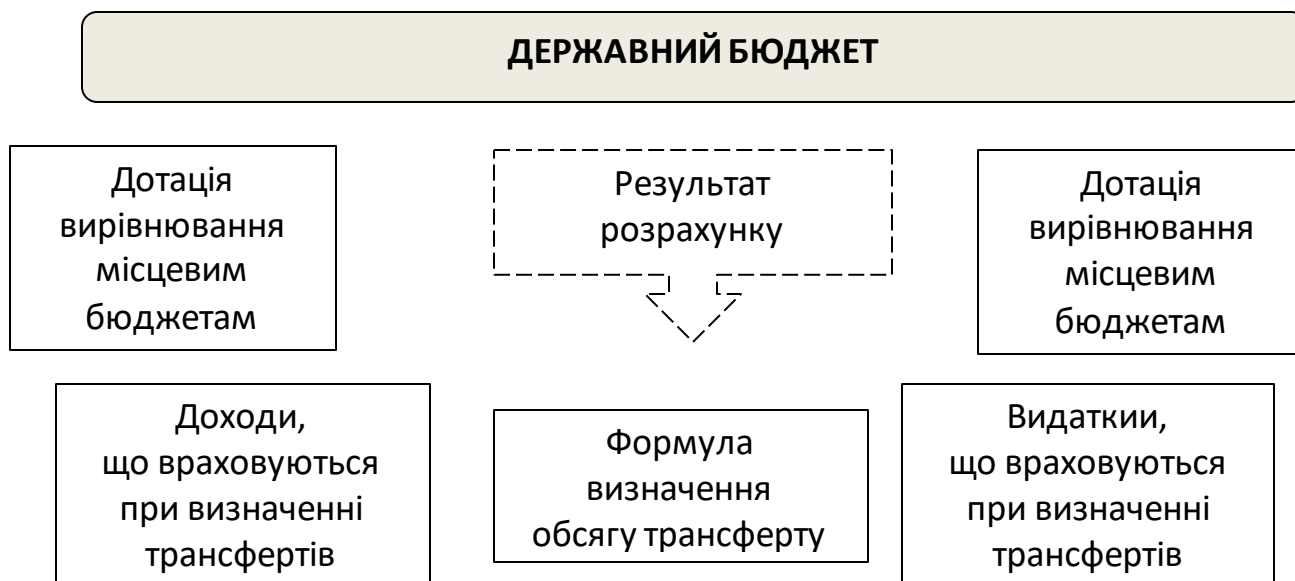 ДЕРЖАВНИЙ БЮДЖЕТ
Дотація
вирівнювання
місцевим
бюджетам
Результат
розрахунку
Дотація
вирівнювання
місцевим
бюджетам
Доходи,
що враховуються
при визначенні
трансфертів
Формула
визначення
обсягу трансферту
Видаткии,
що враховуються
при визначенні
трансфертів